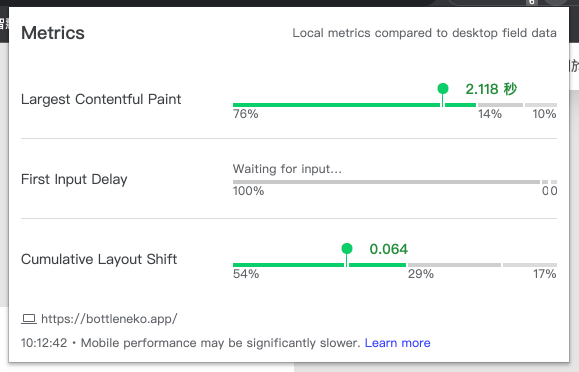 6
Metrics
Local metrics compared to desktop field data
Largest Contentful Paint
2.118 秒
76% 14% 10%
First Input Delay
Waiting for input…
100% 0 0
Cumulative Layout Shift
0.064
54% 29% 17%
https://bottleneko.app/
10:12:42 • Mobile performance may be significantly slower. Learn more